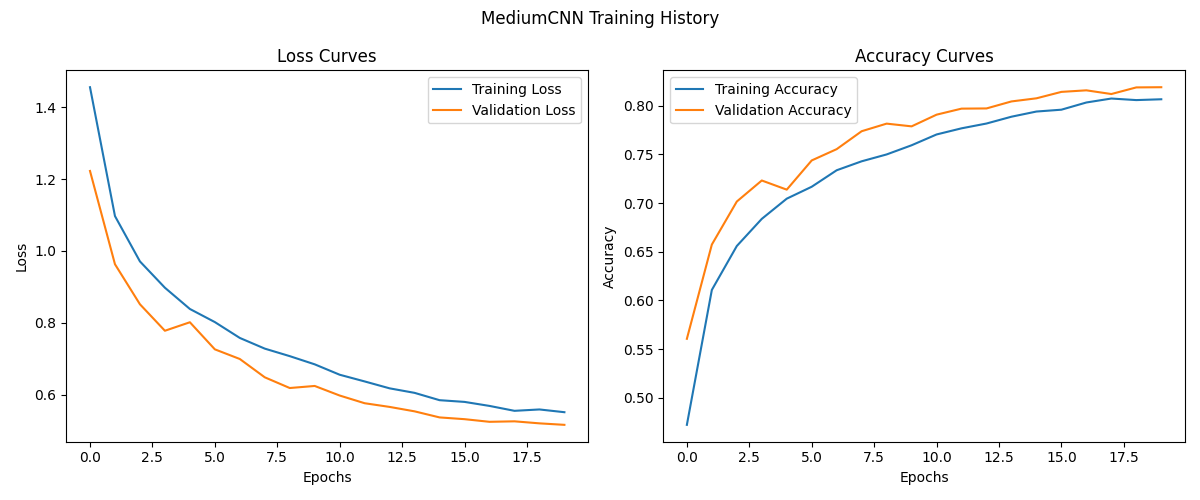 MediumCNN Training History
Loss Curves
Training Loss
Validation Loss
1.4
1.2
1.0
0.8
0.6
Loss
0.0 2.5 5.0 7.5 10.0 12.5 15.0 17.5
Epochs
Accuracy Curves
Training Accuracy
Validation Accuracy
0.80
0.75
0.70
0.65
0.60
0.55
0.50
Accuracy
0.0 2.5 5.0 7.5 10.0 12.5 15.0 17.5
Epochs